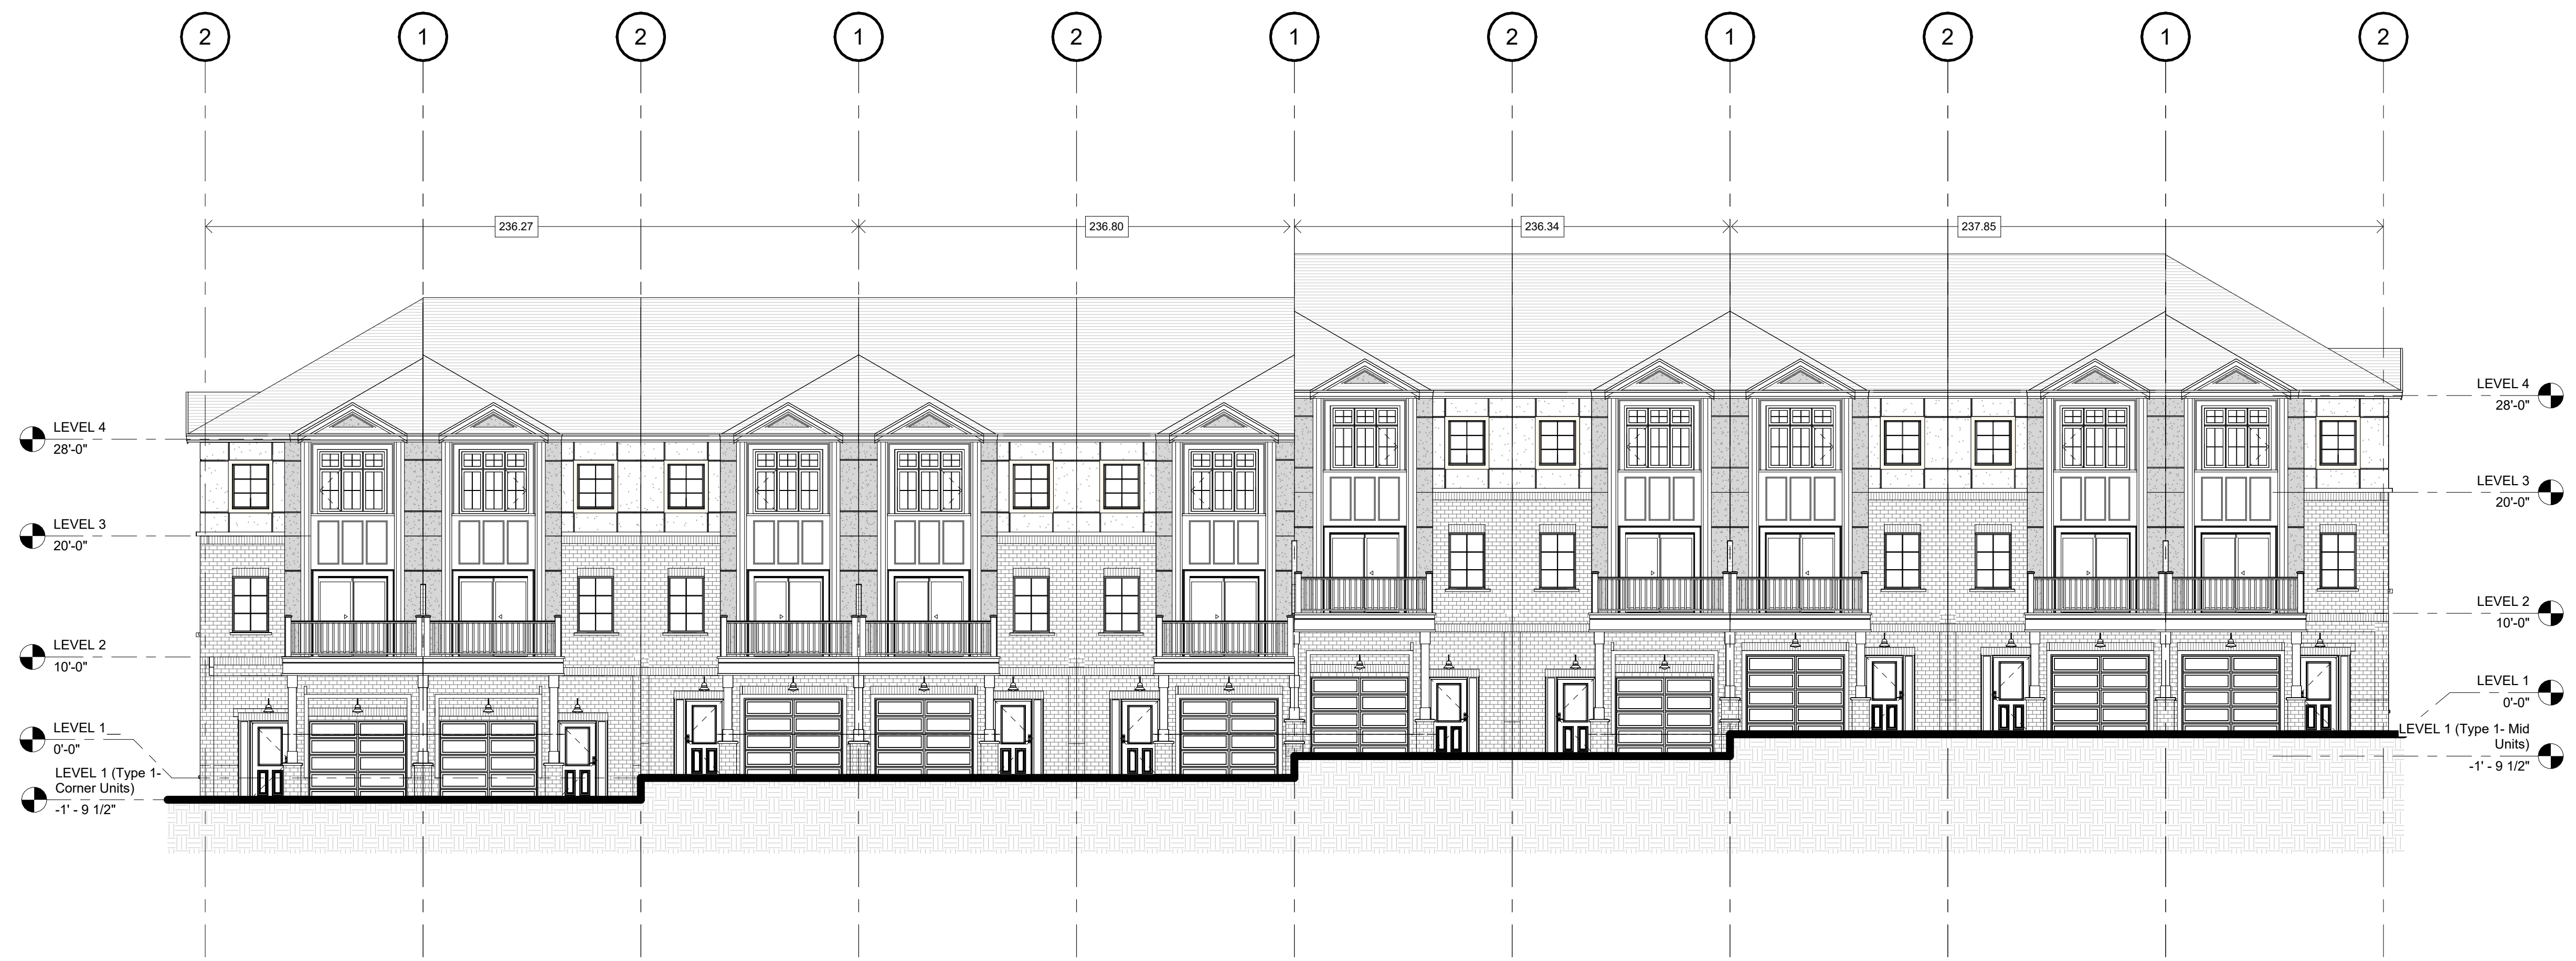 2 1 2 1 2 1 2 1 2 1 2
236.27 236.80 236.34 237.85
LEVEL 4
28'-0"
LEVEL 3
20'-0"
LEVEL 2
10'-0"
LEVEL 1
0'-0"
LEVEL 1 (Type 1-
Corner Units)
-1' - 9 1/2"
LEVEL 4
28'-0"
LEVEL 3
20'-0"
LEVEL 2
10'-0"
LEVEL 1
0'-0"
LEVEL 1 (Type 1- Mid
Units)
-1' - 9 1/2"